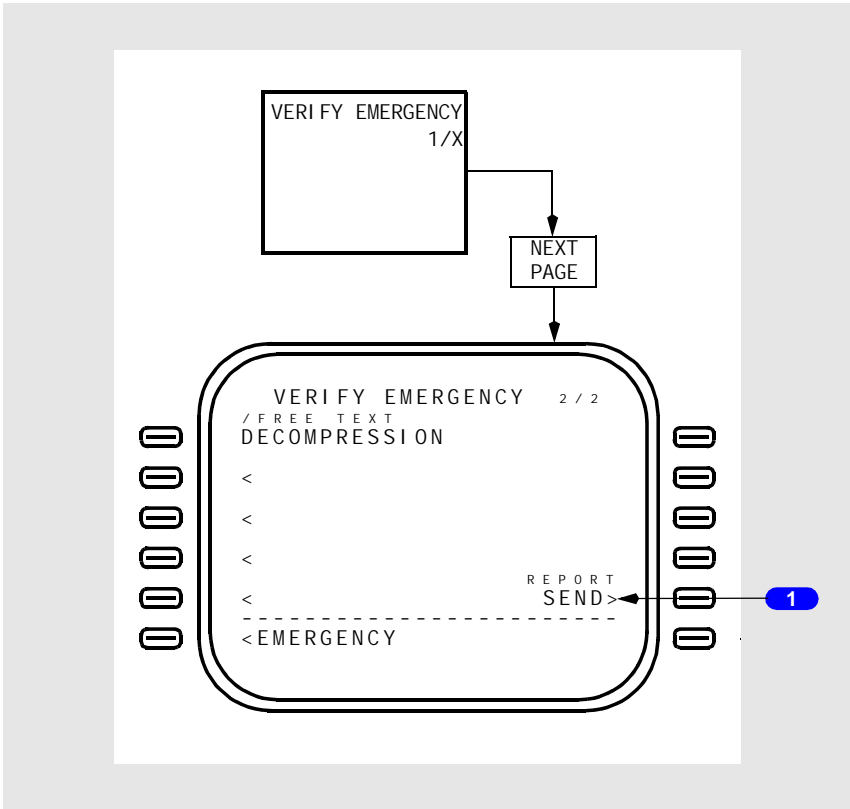 VERIFY EMERGENCY
1/X
NEXT
PAGE
VERIFY EMERGENCY 2/2
/FREE TEXT
DECOMPRESSION
<
<
<
REPORT
< SEND>
1
------------------------
<EMERGENCY